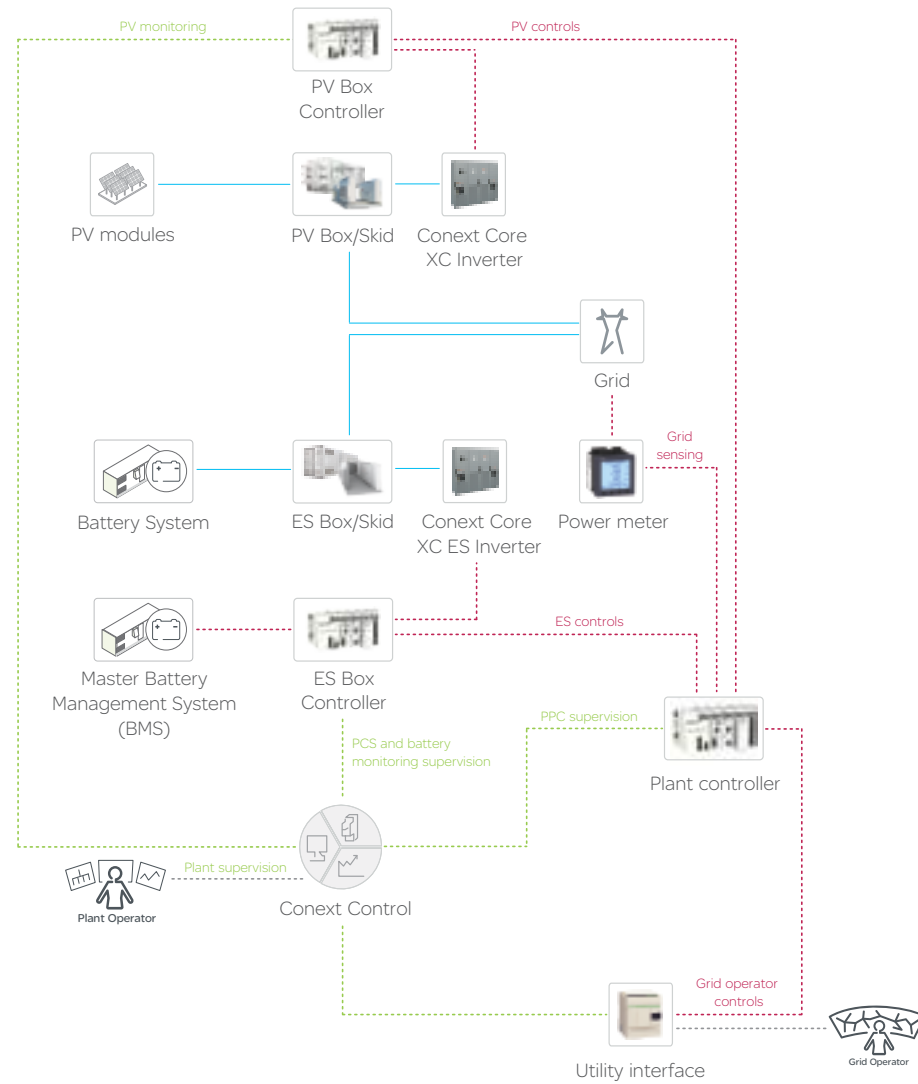 PV monitoring
PV controls
PV Box
Controller
PV modules
PV Box/Skid
Conext Core
XC Inverter
Grid
Grid
sensing
Battery System
ES Box/Skid
Conext Core
XC ES Inverter
Power meter
ES controls
Master Battery
Management System
(BMS)
ES Box
Controller
PPC supervision
PCS and battery
monitoring supervision
Plant controller
Plant supervision
Plant Operator
Conext Control
Grid operator
controls
Utility interface
Grid Operator